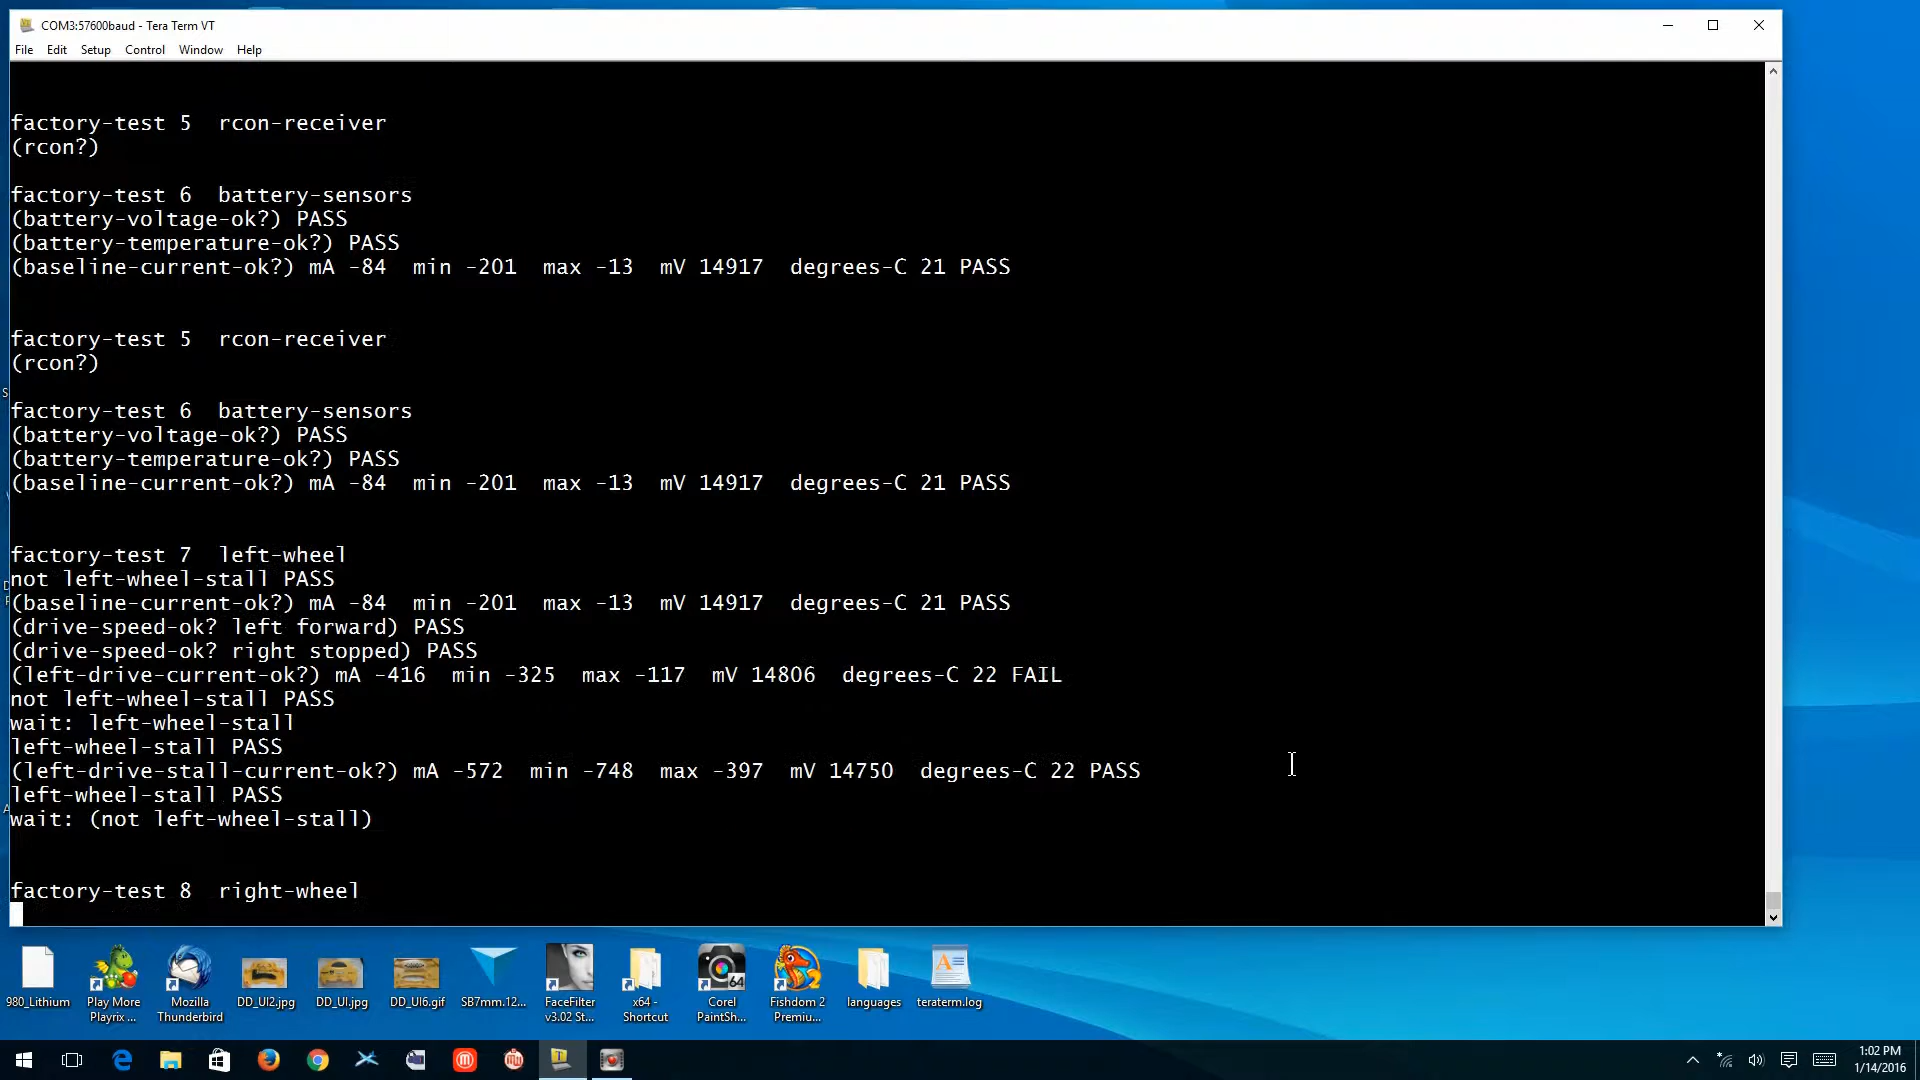 COM3:57600baud - Tera Term VT
File Edit Setup Control Window Help
factory-test 5  rcon-receiver
(rcon?)
factory-test 6  battery-sensors
(battery-voltage-ok?) PASS
(battery-temperature-ok?) PASS
(baseline-current-ok?) mA -84  min -201  max -13  mV 14917  degrees-C 21 PASS
factory-test 5  rcon-receiver
(rcon?)
factory-test 6  battery-sensors
(battery-voltage-ok?) PASS
(battery-temperature-ok?) PASS
(baseline-current-ok?) mA -84  min -201  max -13  mV 14917  degrees-C 21 PASS
factory-test 7  left-wheel
not left-wheel-stall PASS
(baseline-current-ok?) mA -84  min -201  max -13  mV 14917  degrees-C 21 PASS
(drive-speed-ok? left forward) PASS
(drive-speed-ok? right stopped) PASS
(left-drive-current-ok?) mA -416  min -325  max -117  mV 14806  degrees-C 22 FAIL
not left-wheel-stall PASS
wait: left-wheel-stall
left-wheel-stall PASS
(left-drive-stall-current-ok?) mA -572  min -748  max -397  mV 14750  degrees-C 22 PASS
left-wheel-stall PASS
wait: (not left-wheel-stall)
factory-test 8  right-wheel
980_Lithium
Play More Playrix ...
Mozilla Thunderbird
DD_UI2.jpg
DD_UI.jpg
DD_UI6.gif
SB7mm.12...
FaceFilter v3.02 St...
x64 - Shortcut
Corel PaintSh...
64
Fishdom 2 Premiu...
languages
teraterm.log
1:02 PM
1/14/2016